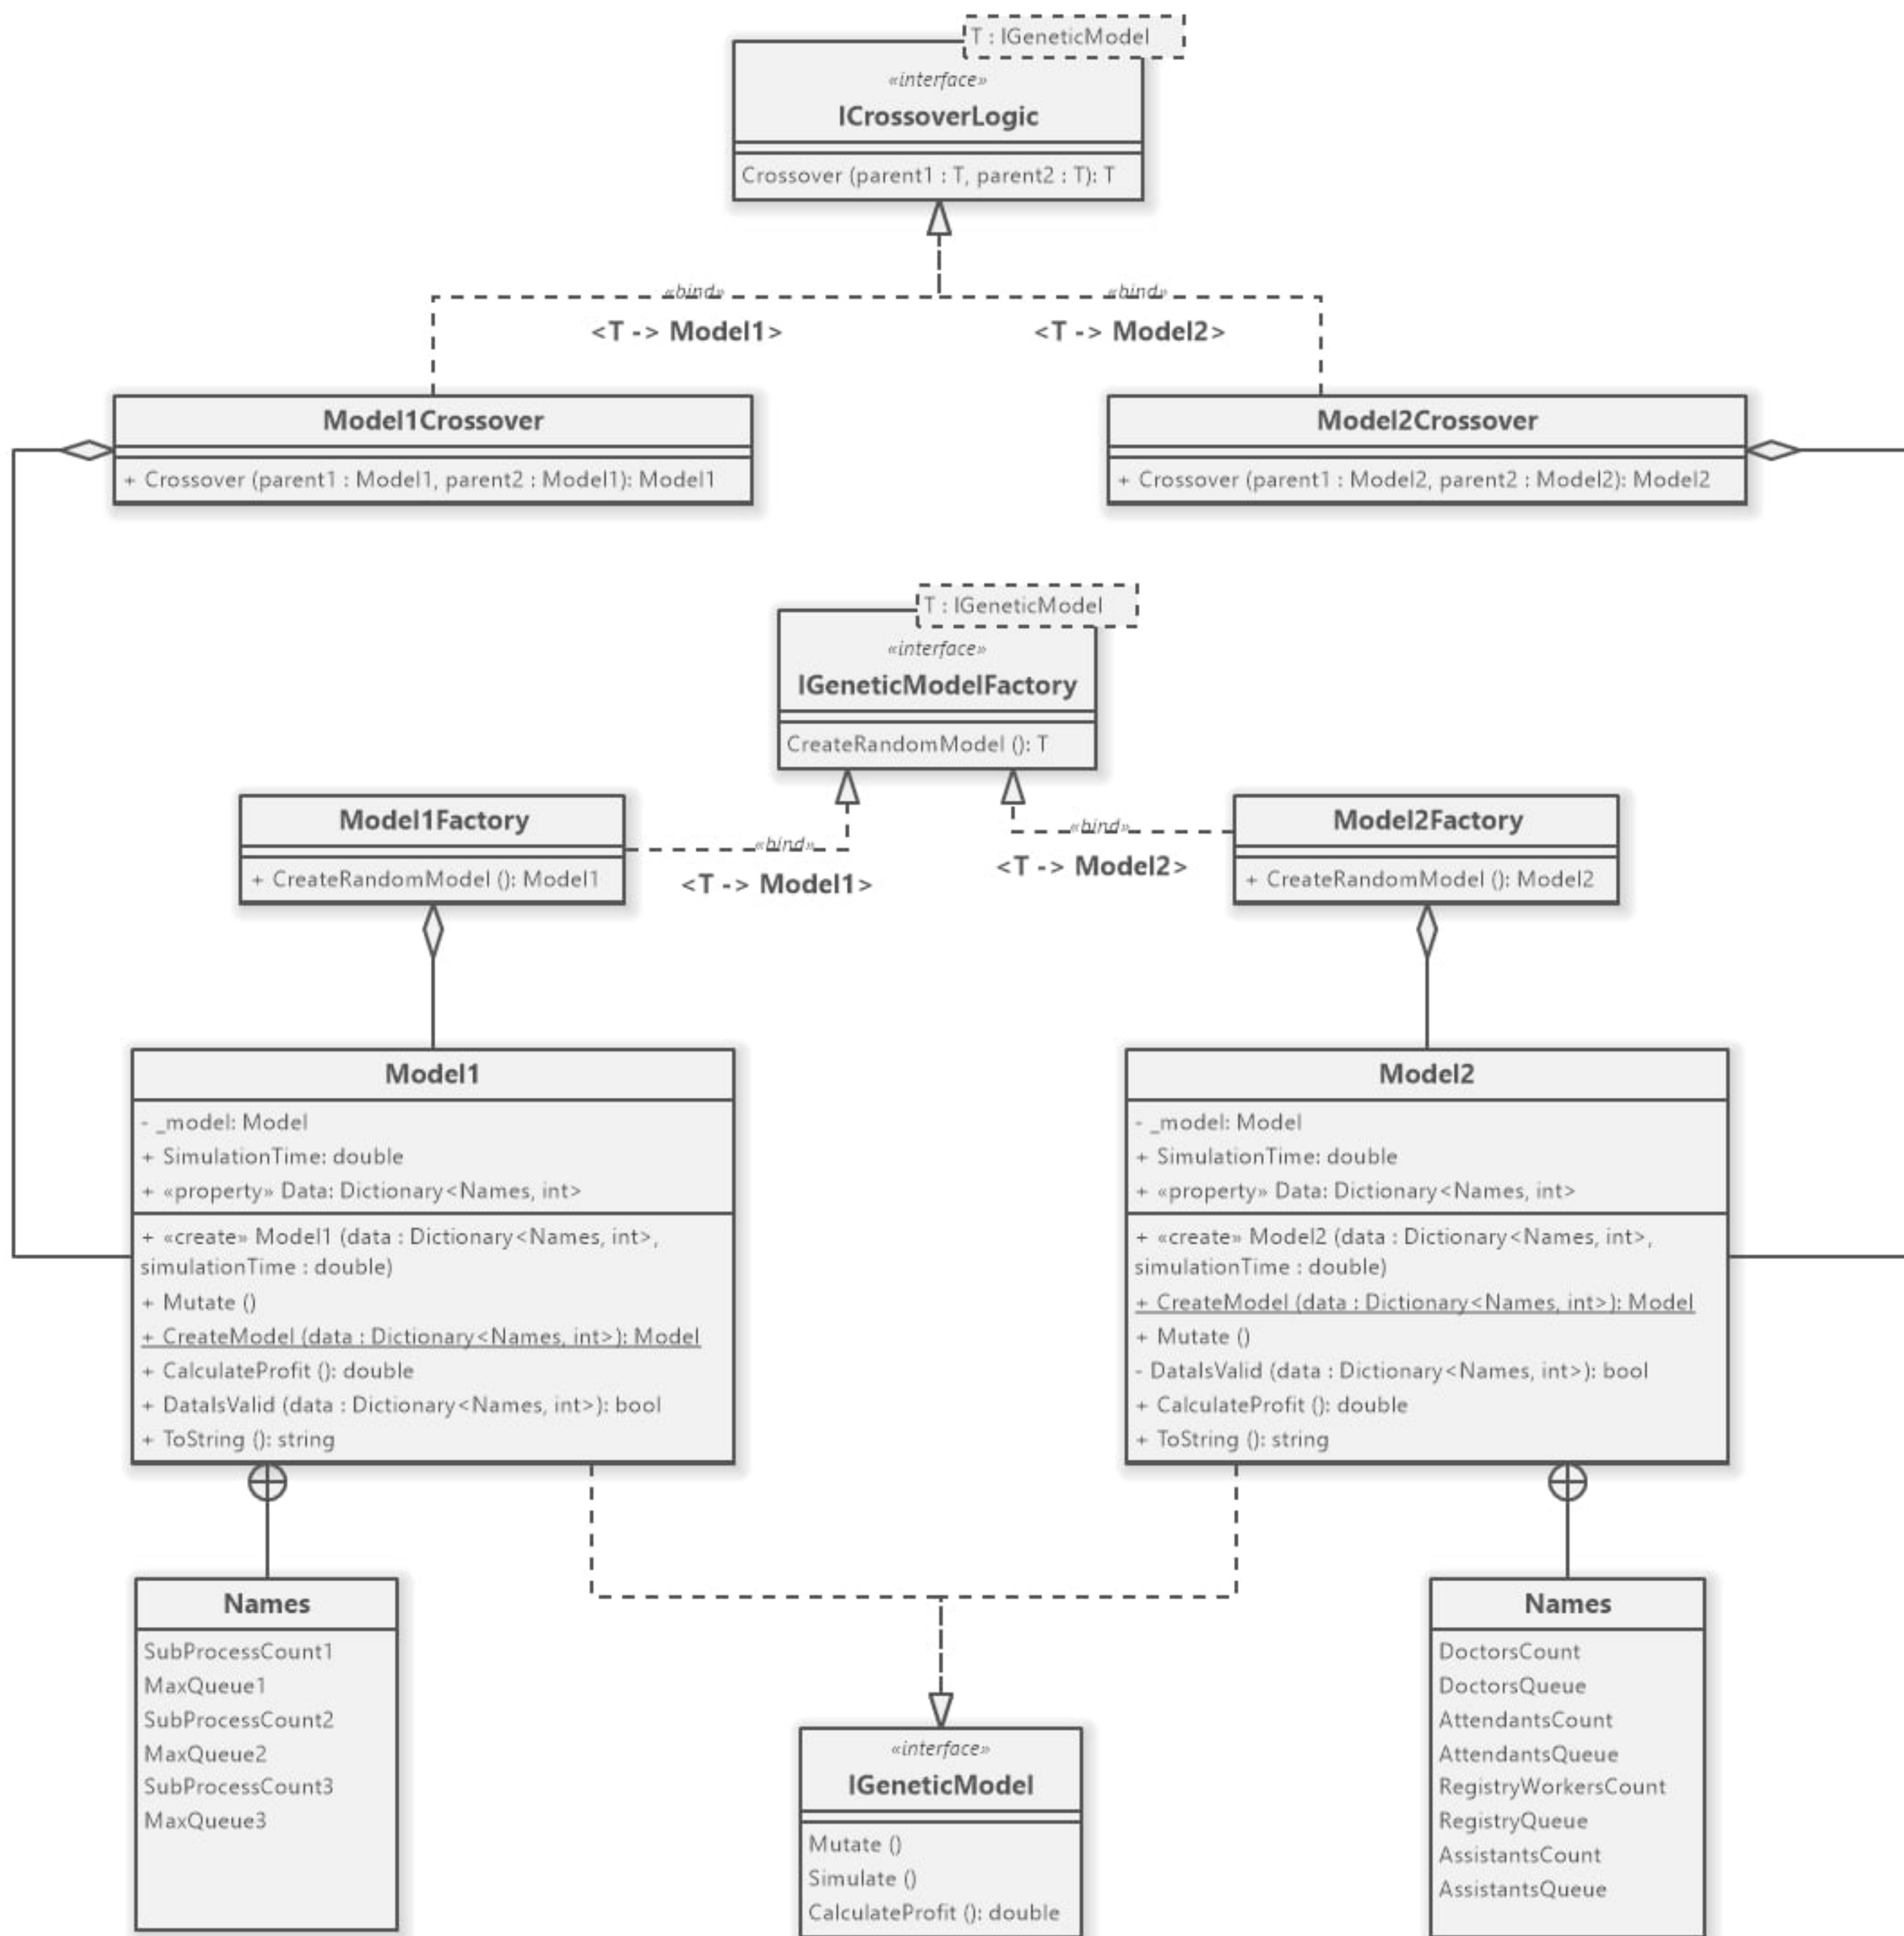 T : IGeneticModel
«interface»
ICrossoverLogic
Crossover (parent1 : T, parent2 : T): T
«bind»
<T -> Model1>
«bind»
<T -> Model2>
Model1Crossover
+ Crossover (parent1 : Model1, parent2 : Model1): Model1
Model2Crossover
+ Crossover (parent1 : Model2, parent2 : Model2): Model2
T : IGeneticModel
«interface»
IGeneticModelFactory
CreateRandomModel (): T
Model1Factory
+ CreateRandomModel (): Model1
«bind»
<T -> Model1>
«bind»
<T -> Model2>
Model2Factory
+ CreateRandomModel (): Model2
Model1
- _model: Model
+ SimulationTime: double
+ «property» Data: Dictionary<Names, int>
+ «create» Model1 (data : Dictionary<Names, int>,
simulationTime : double)
+ Mutate ()
+ CreateModel (data : Dictionary<Names, int>): Model
+ CalculateProfit (): double
+ DataIsValid (data : Dictionary<Names, int>): bool
+ ToString (): string
Model2
- _model: Model
+ SimulationTime: double
+ «property» Data: Dictionary<Names, int>
+ «create» Model2 (data : Dictionary<Names, int>,
simulationTime : double)
+ CreateModel (data : Dictionary<Names, int>): Model
+ Mutate ()
- DataIsValid (data : Dictionary<Names, int>): bool
+ CalculateProfit (): double
+ ToString (): string
Names
SubProcessCount1
MaxQueue1
SubProcessCount2
MaxQueue2
SubProcessCount3
MaxQueue3
«interface»
IGeneticModel
Mutate ()
Simulate ()
CalculateProfit (): double
Names
DoctorsCount
DoctorsQueue
AttendantsCount
AttendantsQueue
RegistryWorkersCount
RegistryQueue
AssistantsCount
AssistantsQueue